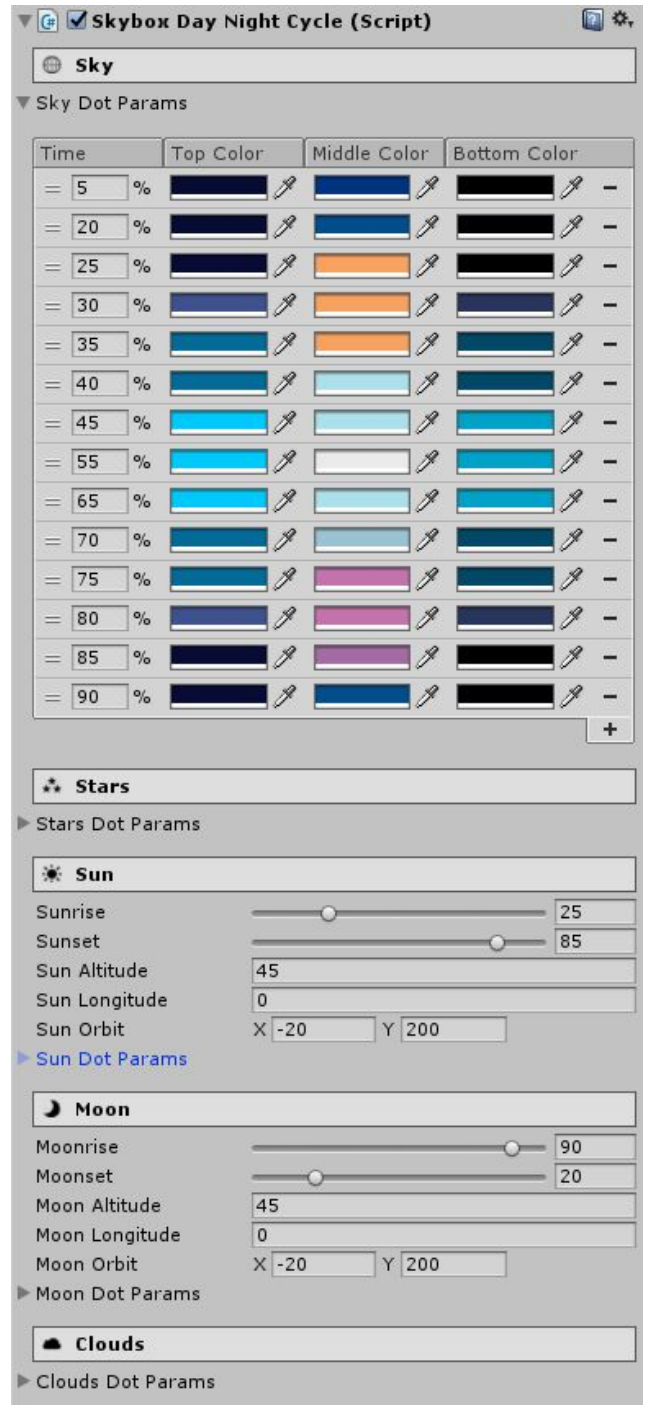 Skybox Day Night Cycle (Script)
Sky
Sky Dot Params
Time Top Color Middle Color Bottom Color
= 5 % −
= 20 % −
= 25 % −
= 30 % −
= 35 % −
= 40 % −
= 45 % −
= 55 % −
= 65 % −
= 70 % −
= 75 % −
= 80 % −
= 85 % −
= 90 % −
+
Stars
Stars Dot Params
Sun
Sunrise 25
Sunset 85
Sun Altitude 45
Sun Longitude 0
Sun Orbit X -20 Y 200
Sun Dot Params
Moon
Moonrise 90
Moonset 20
Moon Altitude 45
Moon Longitude 0
Moon Orbit X -20 Y 200
Moon Dot Params
Clouds
Clouds Dot Params